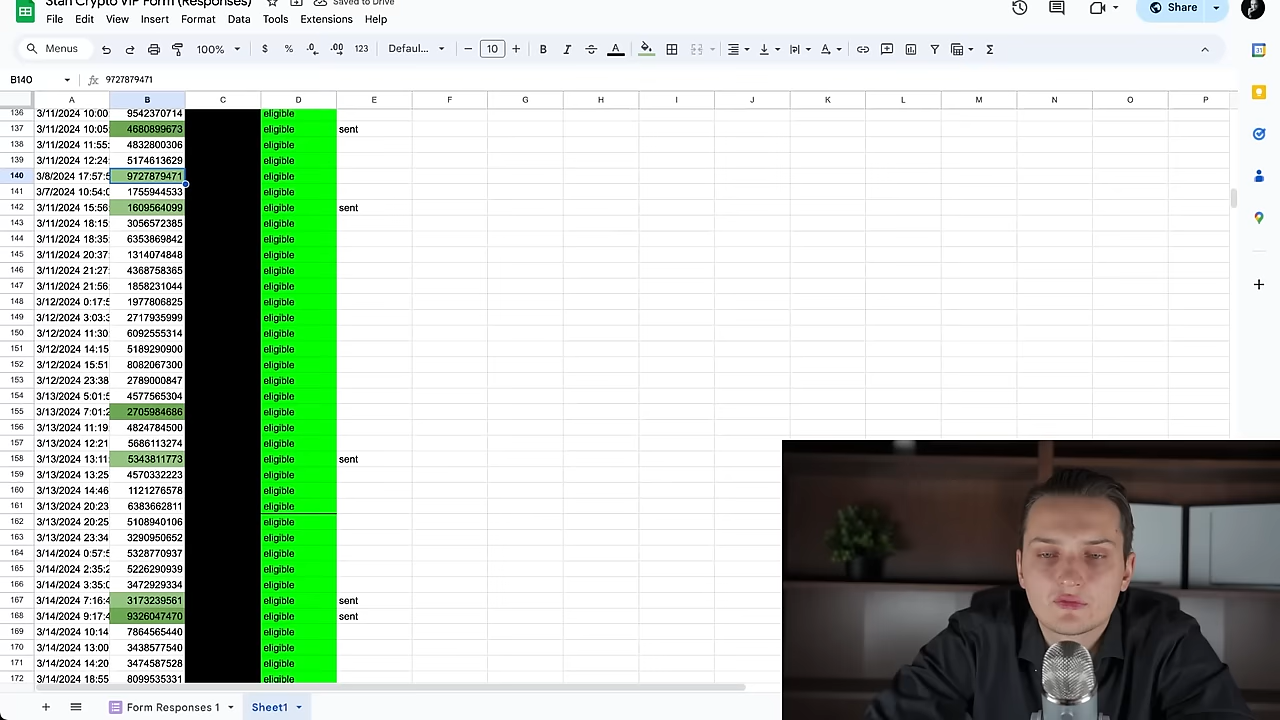 Stan Crypto VIP Form (Responses)
Saved to Drive
File Edit View Insert Format Data Tools Extensions Help
Share
Menus 100% $ % .0 .00 123 Defaul... 10 B I A
B140 fx 9727879471
A B C D E F G H I J K L M N O P
136 3/11/2024 10:00: 9542370714 eligible
137 3/11/2024 10:05: 4680899673 eligible sent
138 3/11/2024 11:55: 4832800306 eligible
139 3/11/2024 12:24: 5174613629 eligible
140 3/8/2024 17:57:5 9727879471 eligible
141 3/7/2024 10:54:0 1755944533 eligible
142 3/11/2024 15:56: 1609564099 eligible sent
143 3/11/2024 18:15: 3056572385 eligible
144 3/11/2024 18:35: 6353869842 eligible
145 3/11/2024 20:37: 1314074848 eligible
146 3/11/2024 21:27: 4368758365 eligible
147 3/11/2024 21:56: 1858231044 eligible
148 3/12/2024 0:17:5 1977806825 eligible
149 3/12/2024 3:03:3 2717935999 eligible
150 3/12/2024 11:30: 6092555314 eligible
151 3/12/2024 14:15: 5189290900 eligible
152 3/12/2024 15:51: 8082067300 eligible
153 3/12/2024 23:38: 2789000847 eligible
154 3/13/2024 5:01:5 4577565304 eligible
155 3/13/2024 7:01:2 2705984686 eligible
156 3/13/2024 11:19: 4824784500 eligible
157 3/13/2024 12:21: 5686113274 eligible
158 3/13/2024 13:11: 5343811773 eligible sent
159 3/13/2024 13:25: 4570332223 eligible
160 3/13/2024 14:46: 1121276578 eligible
161 3/13/2024 20:23: 6383662811 eligible
162 3/13/2024 20:25: 5108940106 eligible
163 3/13/2024 23:34: 3290950652 eligible
164 3/14/2024 0:57:5 5328770937 eligible
165 3/14/2024 2:35:2 5226290939 eligible
166 3/14/2024 3:35:0 3472929334 eligible
167 3/14/2024 7:16:4 3173239561 eligible sent
168 3/14/2024 9:17:4 9326047470 eligible sent
169 3/14/2024 10:14: 7864565440 eligible
170 3/14/2024 13:00: 3438577540 eligible
171 3/14/2024 14:20: 3474587528 eligible
172 3/14/2024 18:55: 8099535331 eligible
Form Responses 1 Sheet1